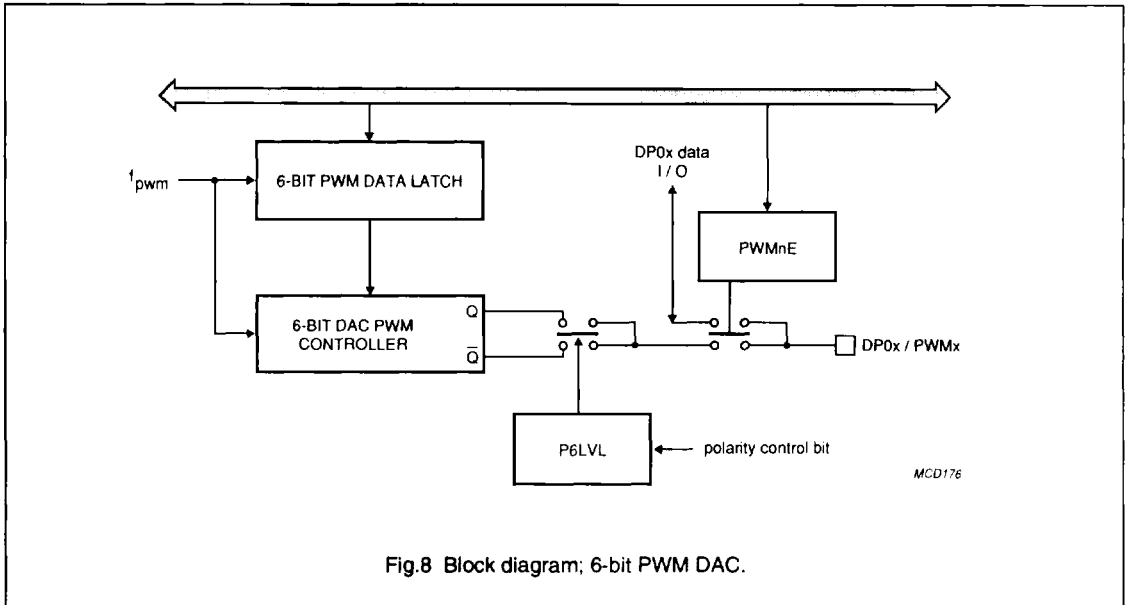 DP0x data
I / O
fpwm
6-BIT PWM DATA LATCH
PWMnE
Q
6-BIT DAC PWM
CONTROLLER
Q̅
DP0x / PWMx
P6LVL
polarity control bit
MCD176
Fig.8 Block diagram; 6-bit PWM DAC.